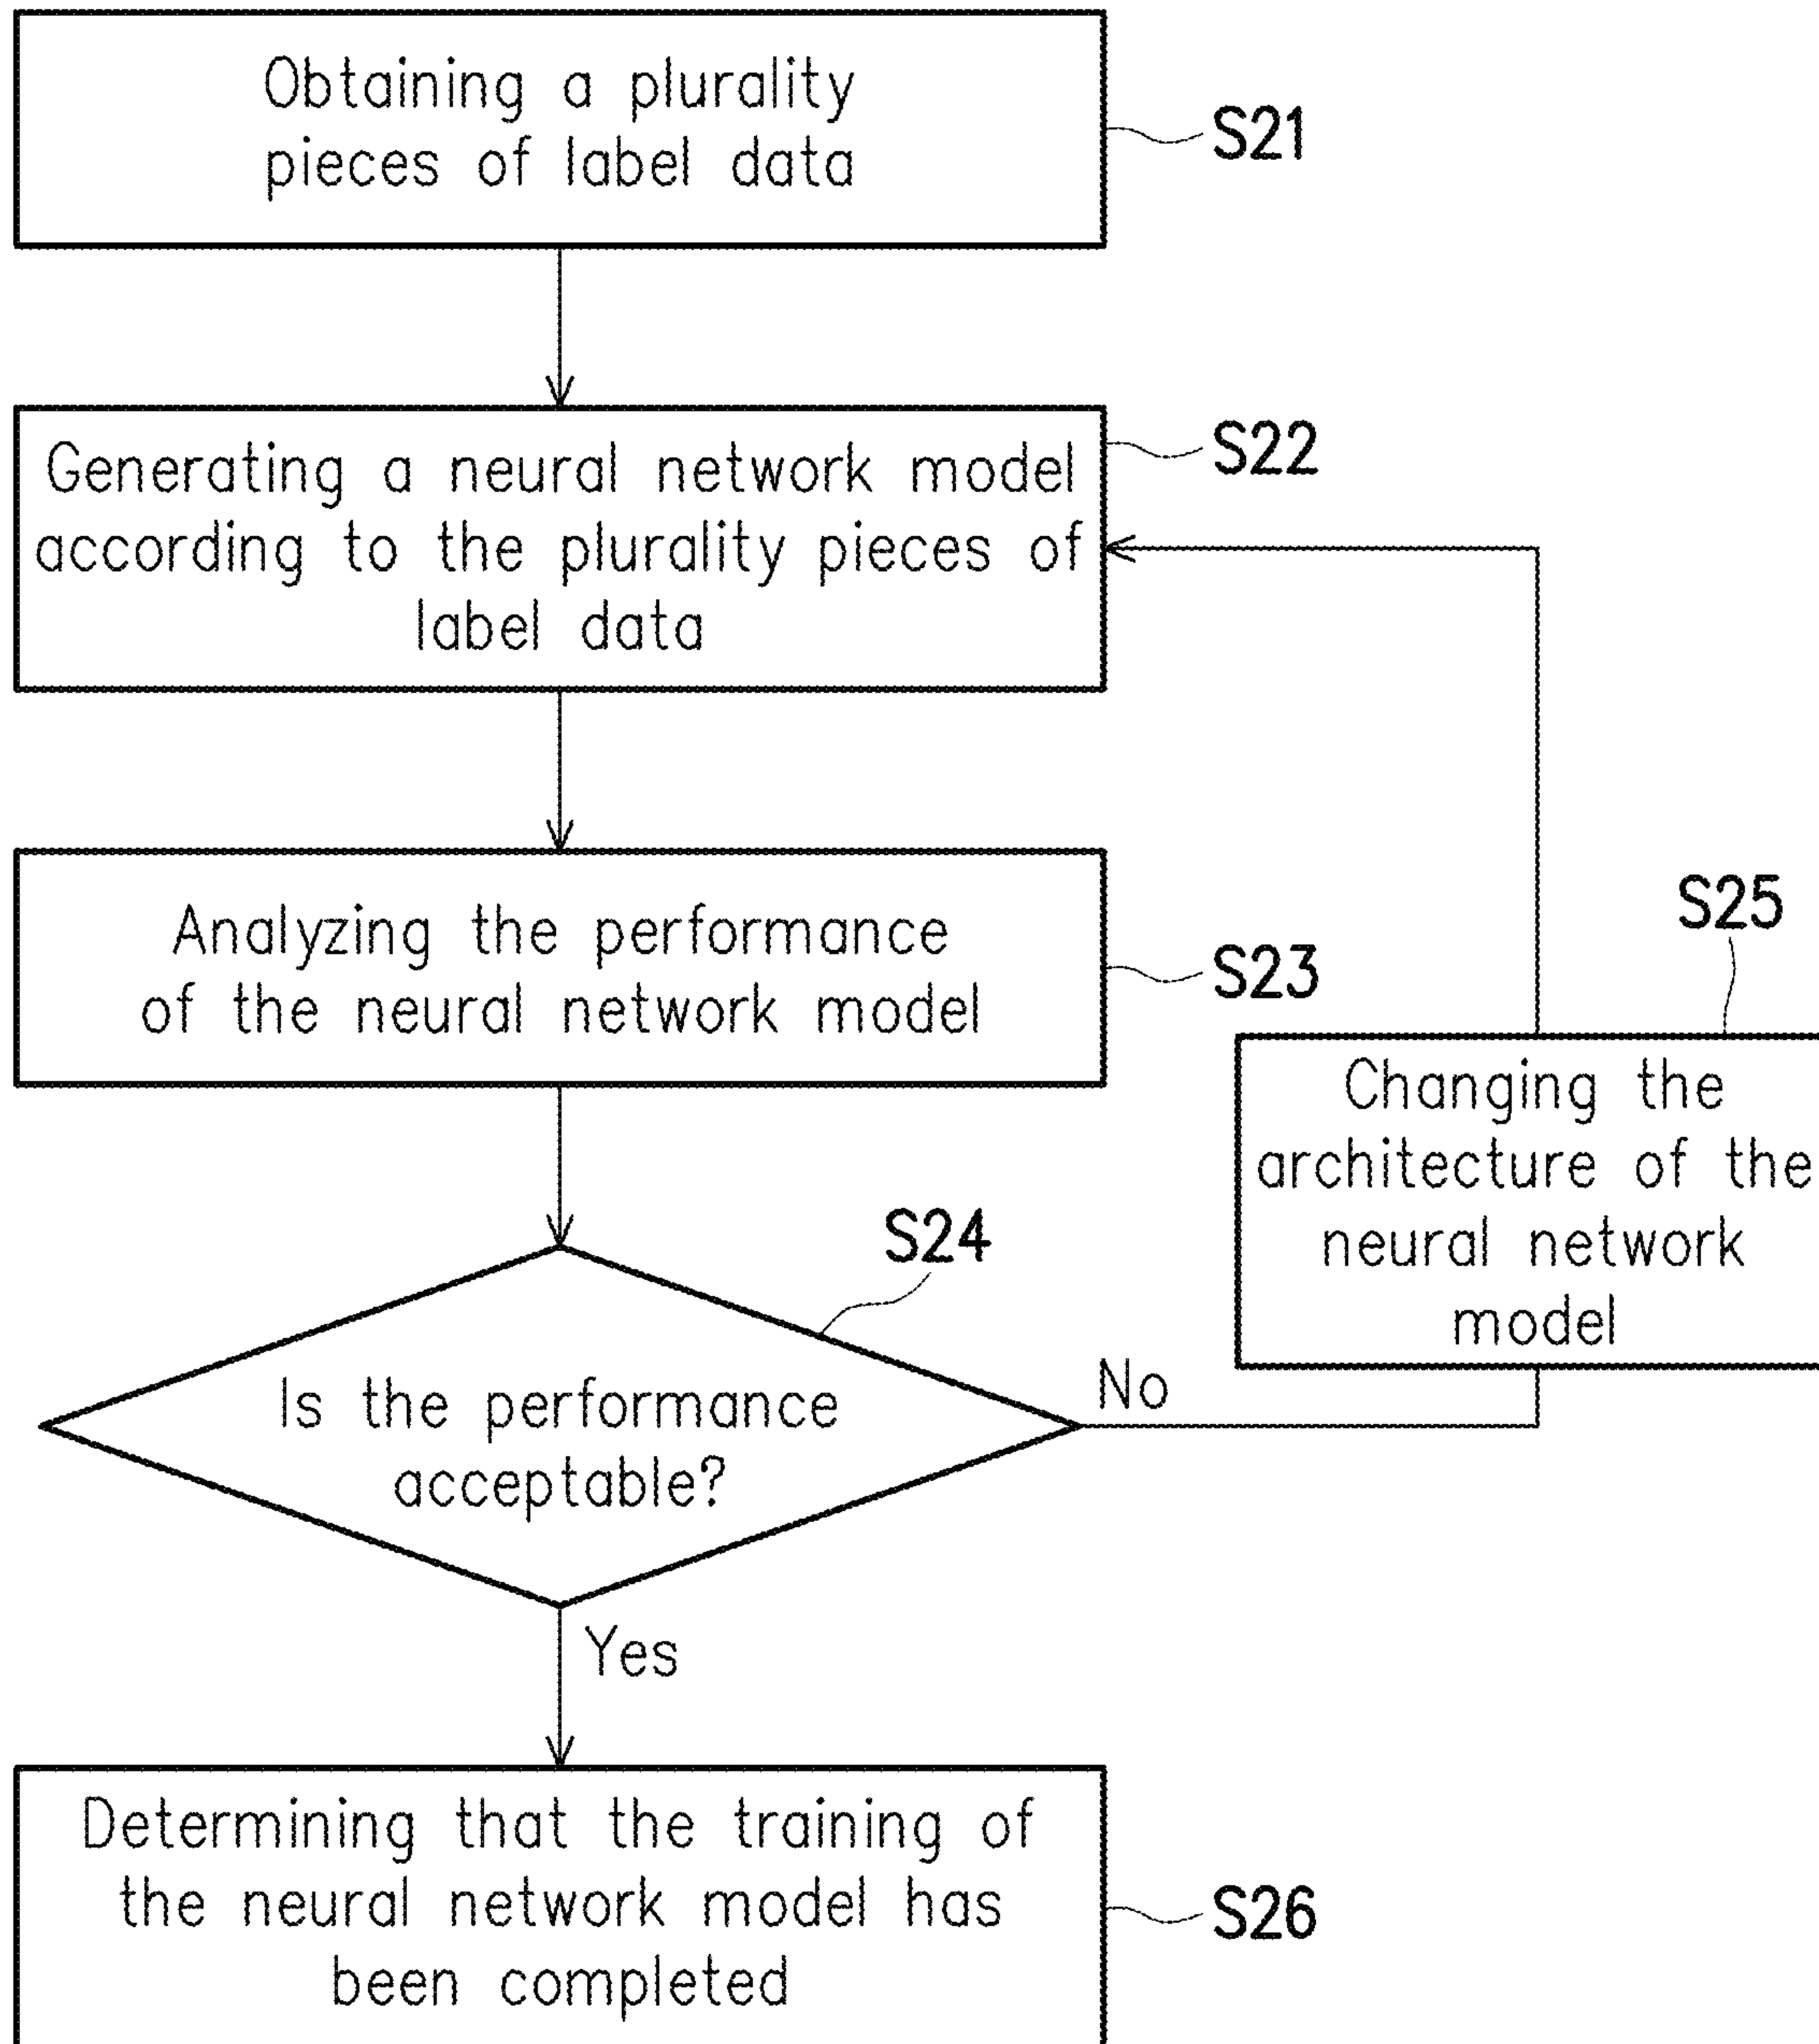 Obtaining a plurality
pieces of label data
S21
Generating a neural network model
according to the plurality pieces of
label data
S22
Analyzing the performance
of the neural network model
S23
Is the performance
acceptable?
S24
No
Changing the
architecture of the
neural network
model
S25
Yes
Determining that the training of
the neural network model has
been completed
S26